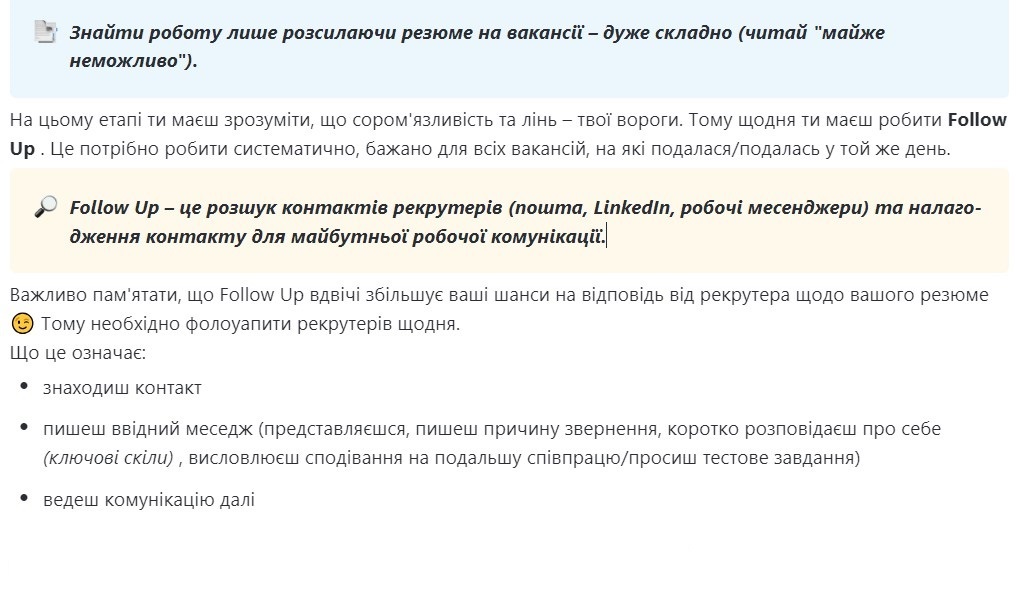 Знайти роботу лише розсилаючи резюме на вакансії – дуже складно (читай "майже
неможливо").
На цьому етапі ти маєш зрозуміти, що сором'язливість та лінь – твої вороги. Тому щодня ти маєш робити Follow
Up . Це потрібно робити систематично, бажано для всіх вакансій, на які подалася/подалась у той же день.
Follow Up – це розшук контактів рекрутерів (пошта, LinkedIn, робочі месенджери) та налаго-
дження контакту для майбутньої робочої комунікації.
Важливо пам'ятати, що Follow Up вдвічі збільшує ваші шанси на відповідь від рекрутера щодо вашого резюме
😉 Тому необхідно фолоуапити рекрутерів щодня.
Що це означає:
• знаходиш контакт
• пишеш ввідний меседж (представляєшся, пишеш причину звернення, коротко розповідаєш про себе
(ключові скіли) , висловлюєш сподівання на подальшу співпрацю/просиш тестове завдання)
• ведеш комунікацію далі